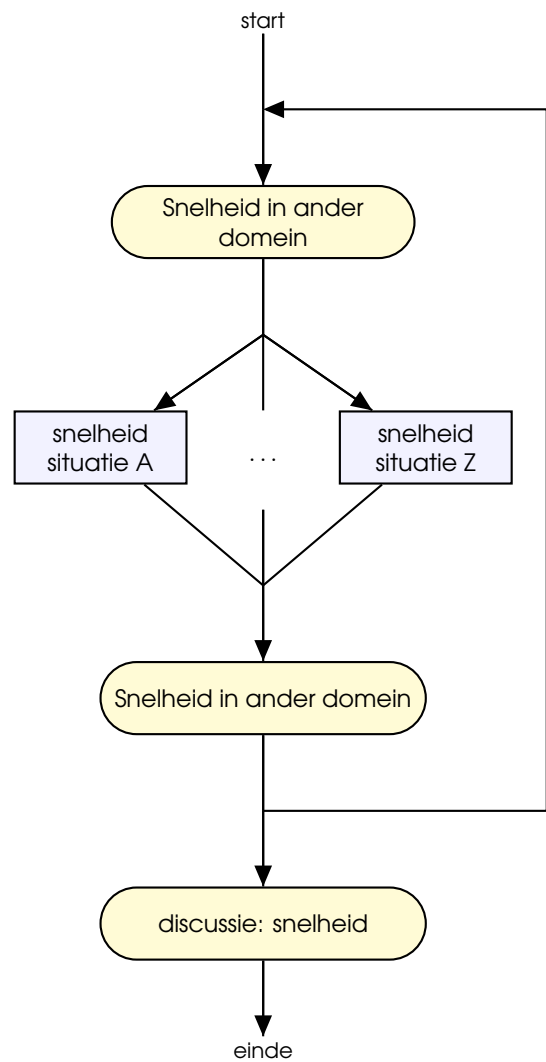 start
Snelheid in ander
domein
snelheid
situatie A
...
snelheid
situatie Z
Snelheid in ander domein
discussie: snelheid
einde